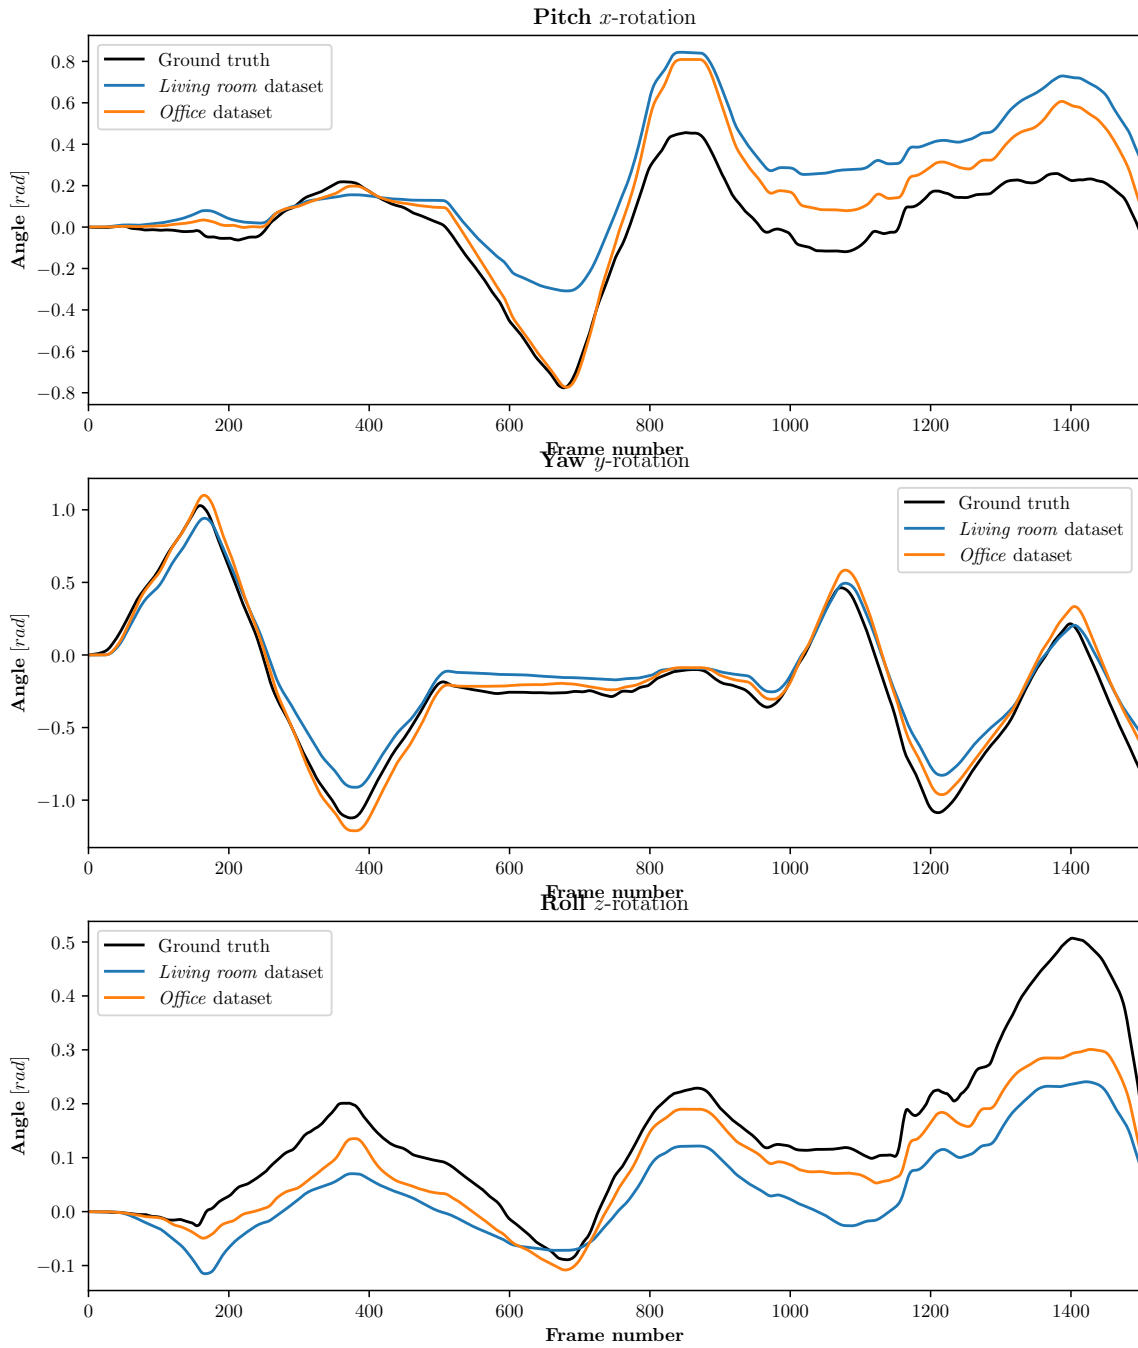 Pitch x-rotation
Ground truth
Living room dataset
Office dataset
0.8
0.6
0.4
0.2
0.0
−0.2
−0.4
−0.6
−0.8
Angle [rad]
0 200 400 600 800 1000 1200 1400
Frame number
Yaw y-rotation
Ground truth
Living room dataset
Office dataset
1.0
0.5
0.0
−0.5
−1.0
Angle [rad]
0 200 400 600 800 1000 1200 1400
Frame number
Roll z-rotation
Ground truth
Living room dataset
Office dataset
0.5
0.4
0.3
0.2
0.1
0.0
−0.1
Angle [rad]
0 200 400 600 800 1000 1200 1400
Frame number